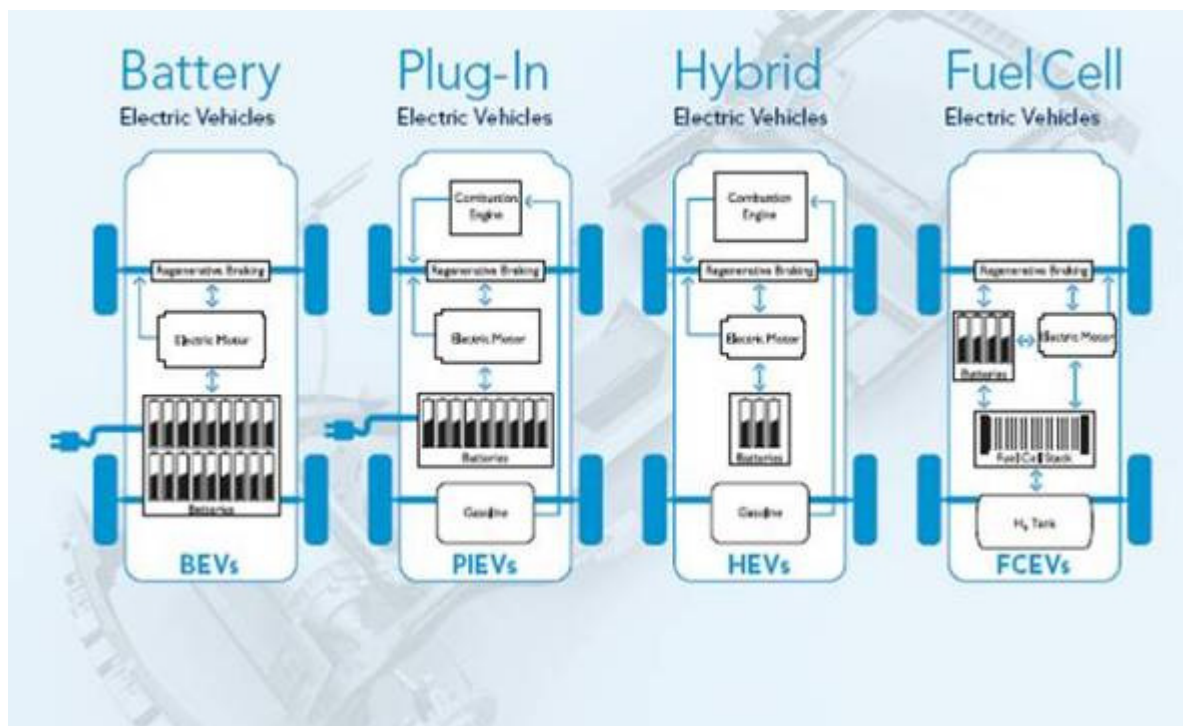 Battery
Electric Vehicles
Regenerative Braking
Electric Motor
Batteries
BEVs
Plug-In
Electric Vehicles
Combustion
Engine
Regenerative Braking
Electric Motor
Batteries
Gasoline
PIEVs
Hybrid
Electric Vehicles
Combustion
Engine
Regenerative Braking
Electric Motor
Batteries
Gasoline
HEVs
Fuel Cell
Electric Vehicles
Regenerative Braking
Electric Motor
Batteries
Fuel Cell Stack
H₂ Tank
FCEVs